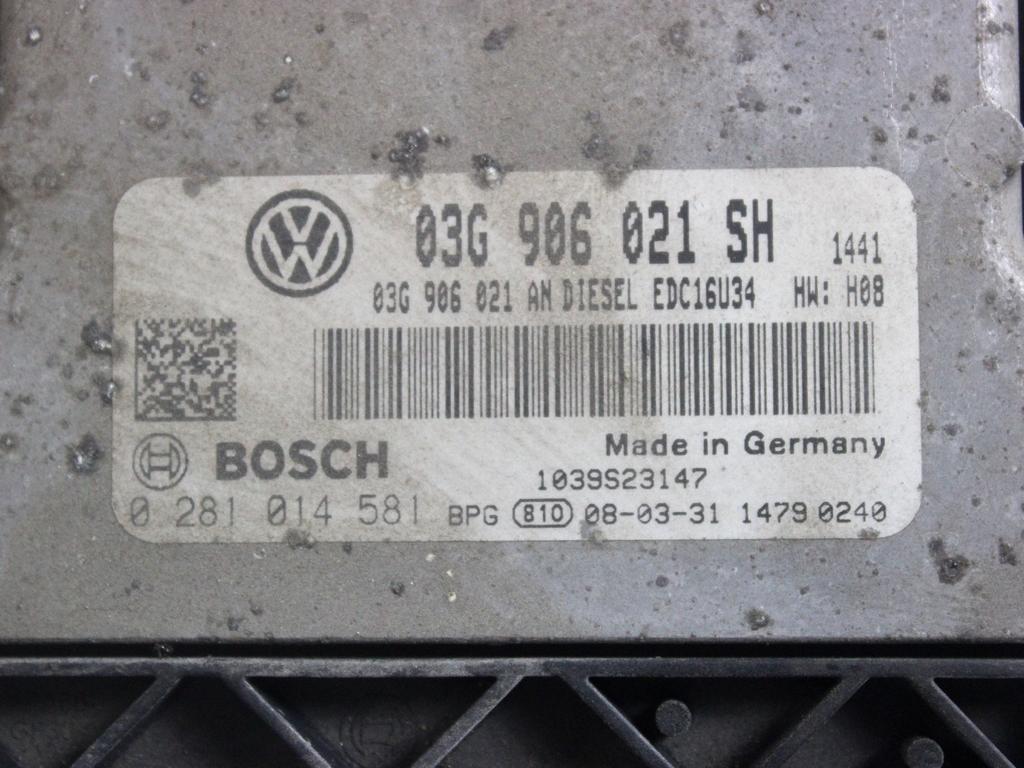 03G 906 021 SH 1441
03G 906 021 AN DIESEL EDC16U34 HW: H08
BOSCH
Made in Germany
1039S23147
0 281 014 581 BPG 810 08-03-31 1479 0240